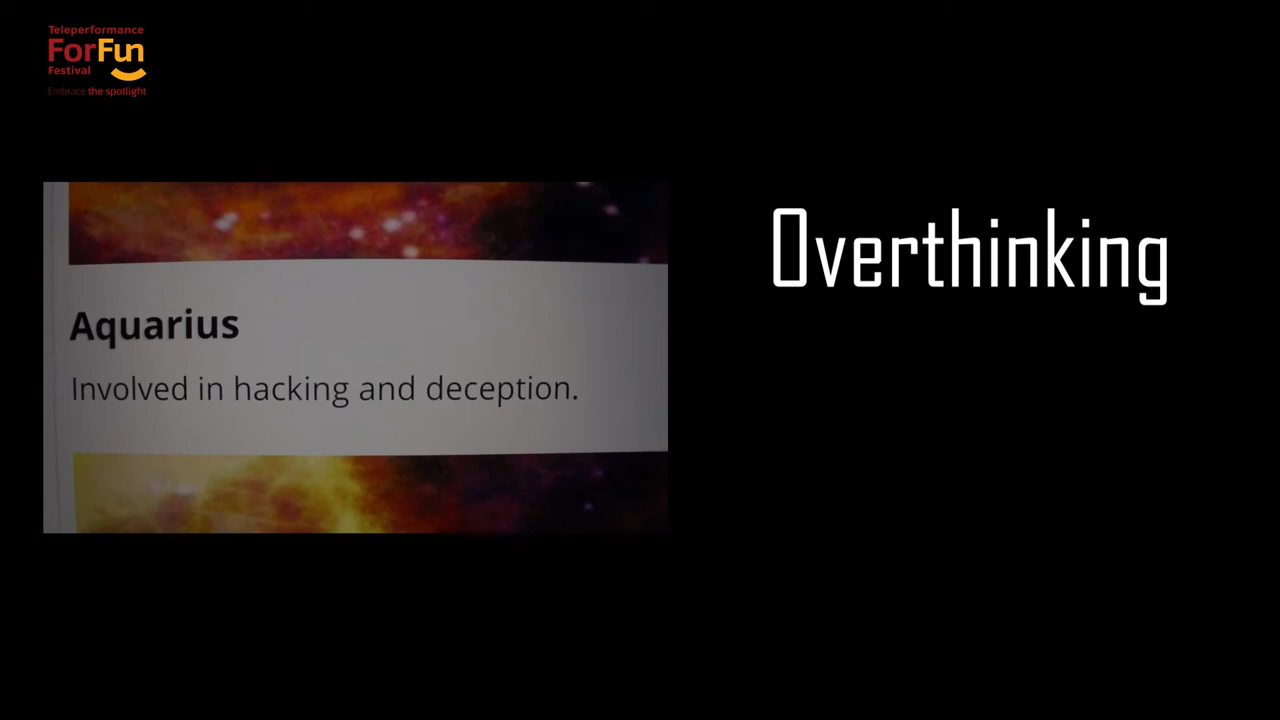 Teleperformance
ForFun
Festival
Embrace the spotlight
Overthinking
Aquarius
Involved in hacking and deception.